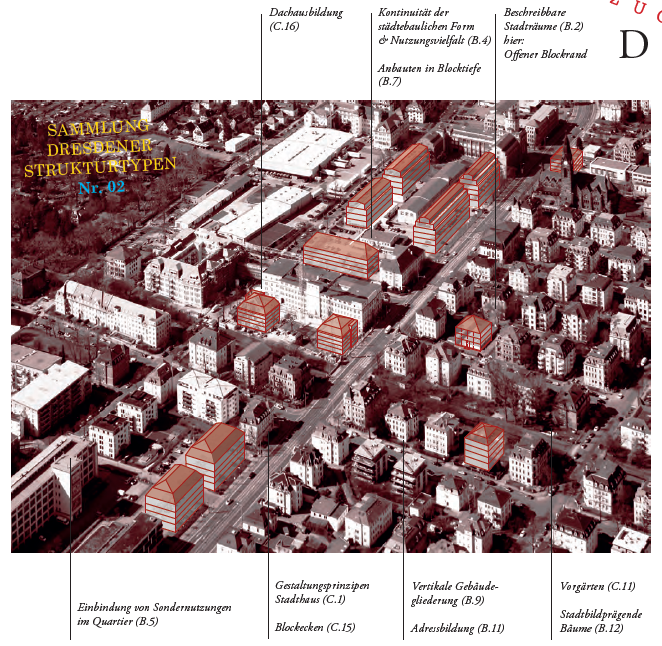 Z U G
D
Dachausbildung
(C.16)
Kontinuität der
städtebaulichen Form
& Nutzungsvielfalt (B.4)
Anbauten in Blocktiefe
(B.7)
Beschreibbare
Stadträume (B.2)
hier:
Offener Blockrand
SAMMLUNG
DRESDENER
STRUKTURTYPEN
Nr. 02
Einbindung von Sondernutzungen
im Quartier (B.5)
Gestaltungsprinzipen
Stadthaus (C.1)
Blockecken (C.15)
Vertikale Gebäude-
gliederung (B.9)
Adressbildung (B.11)
Vorgärten (C.11)
Stadtbildprägende
Bäume (B.12)